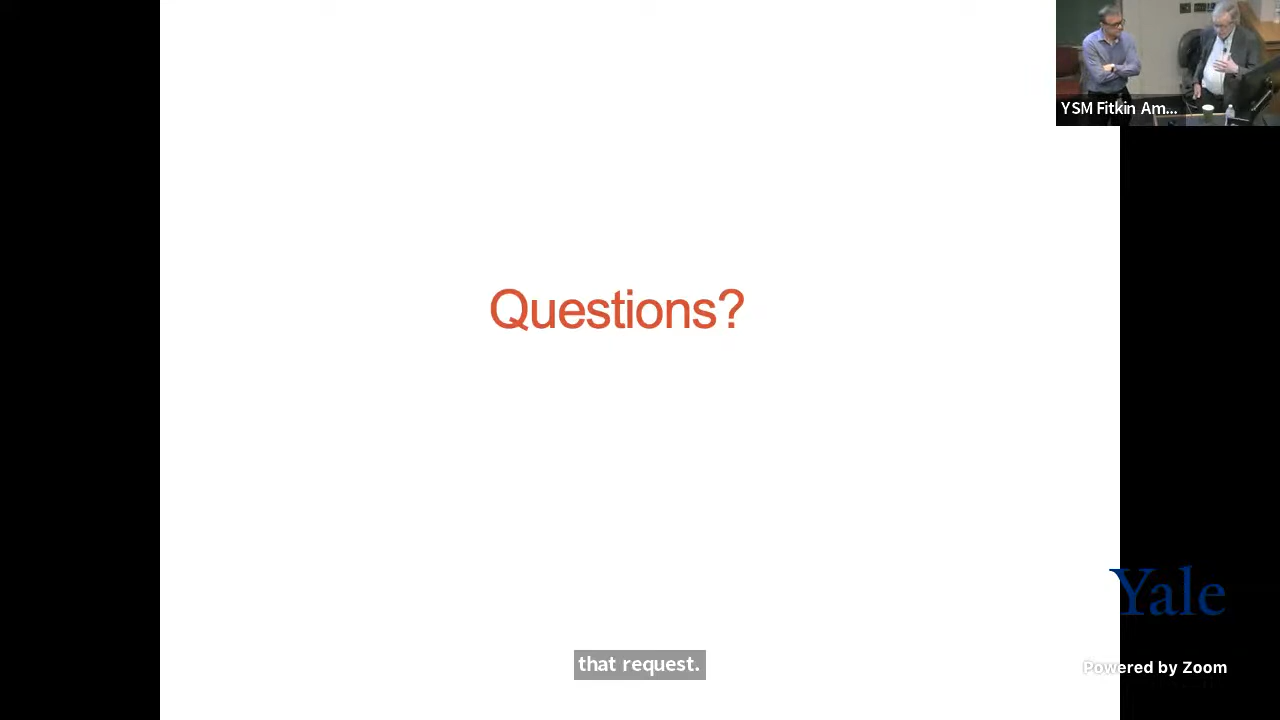 YSM Fitkin Am...
Questions?
Yale
that request.
Powered by Zoom